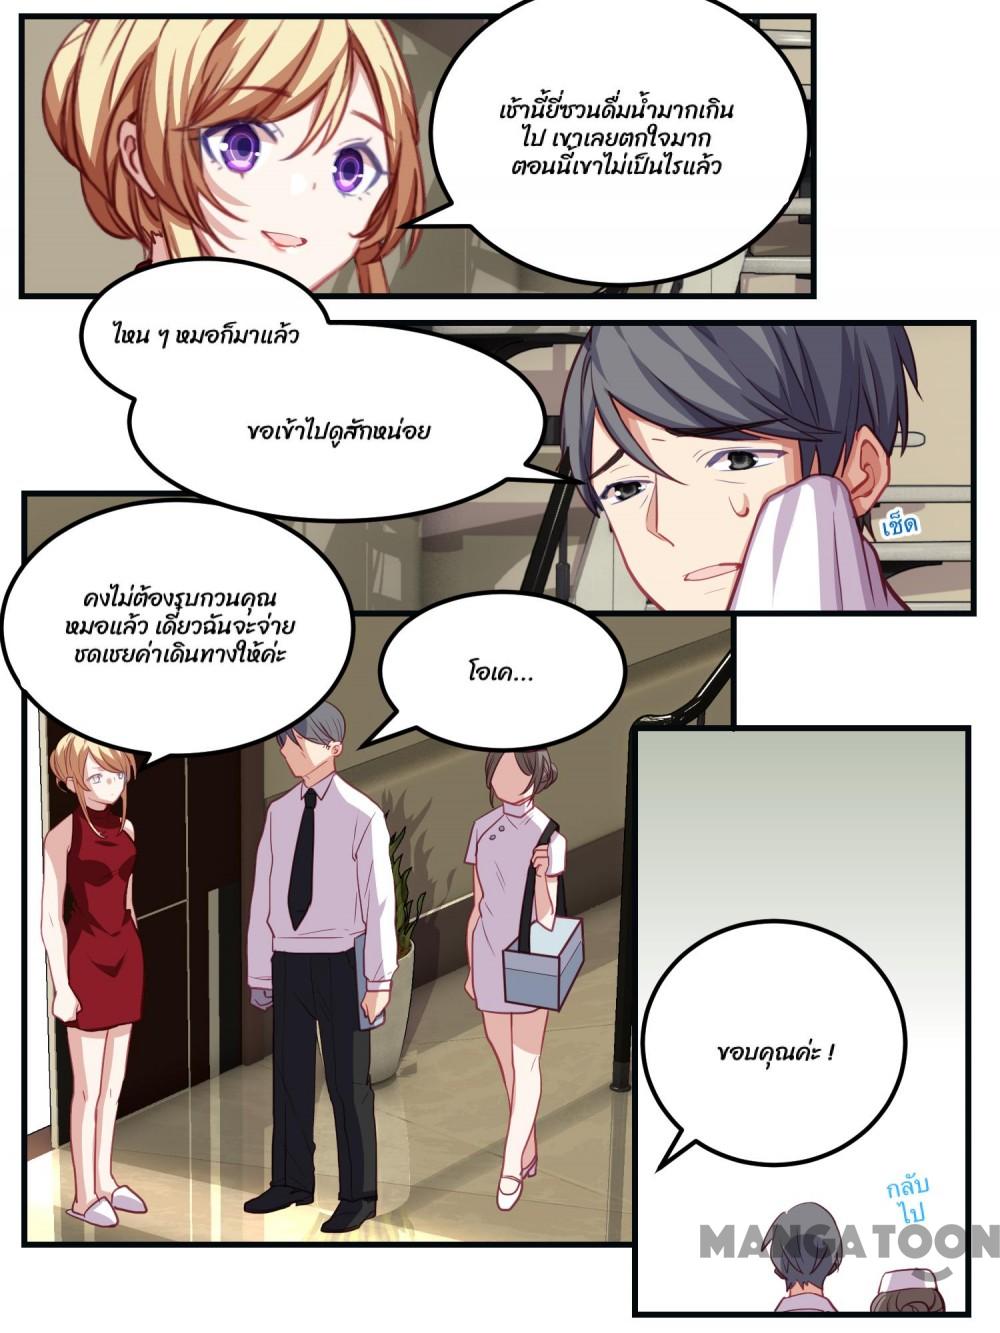 เช้านี้ยี่ซวนดื่มน้ำมากเกิน
ไป เขาเลยตกใจมาก
ตอนนี้เขาไม่เป็นไรแล้ว
ไหน ๆ หมอก็มาแล้ว
ขอเข้าไปดูสักหน่อย
เช็ด
คงไม่ต้องรบกวนคุณ
หมอแล้ว เดี๋ยวฉันจะจ่าย
ชดเชยค่าเดินทางให้ค่ะ
โอเค...
ขอบคุณค่ะ !
กลับ
ไป
MANGATOON